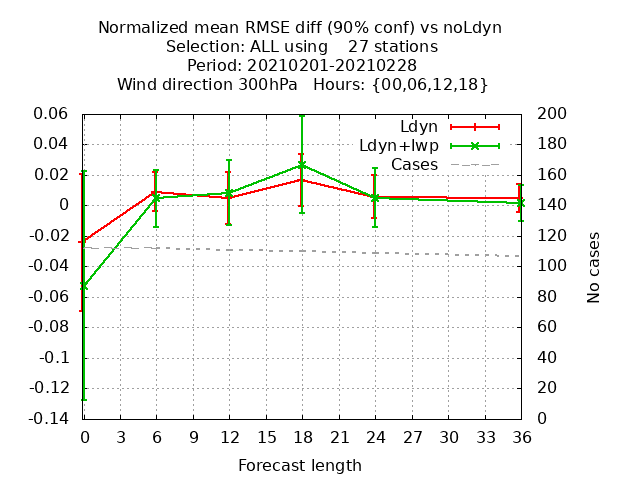 Normalized mean RMSE diff (90% conf) vs noLdyn
Selection: ALL using    27 stations
Period: 20210201-20210228
Wind direction 300hPa   Hours: {00,06,12,18}
0.06 200
Ldyn
0.04 180
Ldyn+lwp
Cases
0.02 160
0 140
-0.02 120
-0.04 100
-0.06 80
-0.08 60
-0.1 40
-0.12 20
-0.14 0
No cases
0 3 6 9 12 15 18 21 24 27 30 33 36
Forecast length